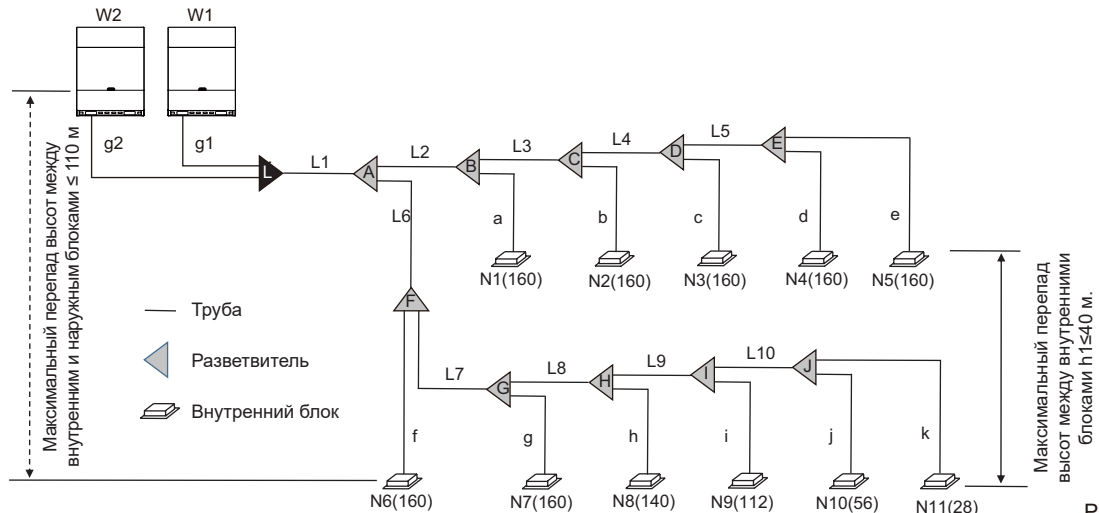 W2
W1
g2
g1
L
L1
A
L2
B
L3
C
L4
D
L5
E
L6
a
b
c
d
e
N1(160)
N2(160)
N3(160)
N4(160)
N5(160)
Максимальный перепад высот между
внутренним и наружным блоками ≤ 110 м
Труба
Разветвитель
Внутренний блок
F
L7
G
L8
H
L9
I
L10
J
f
g
h
i
j
k
N6(160)
N7(160)
N8(140)
N9(112)
N10(56)
N11(28)
Максимальный перепад
высот между внутренними
блоками h1≤40 м.